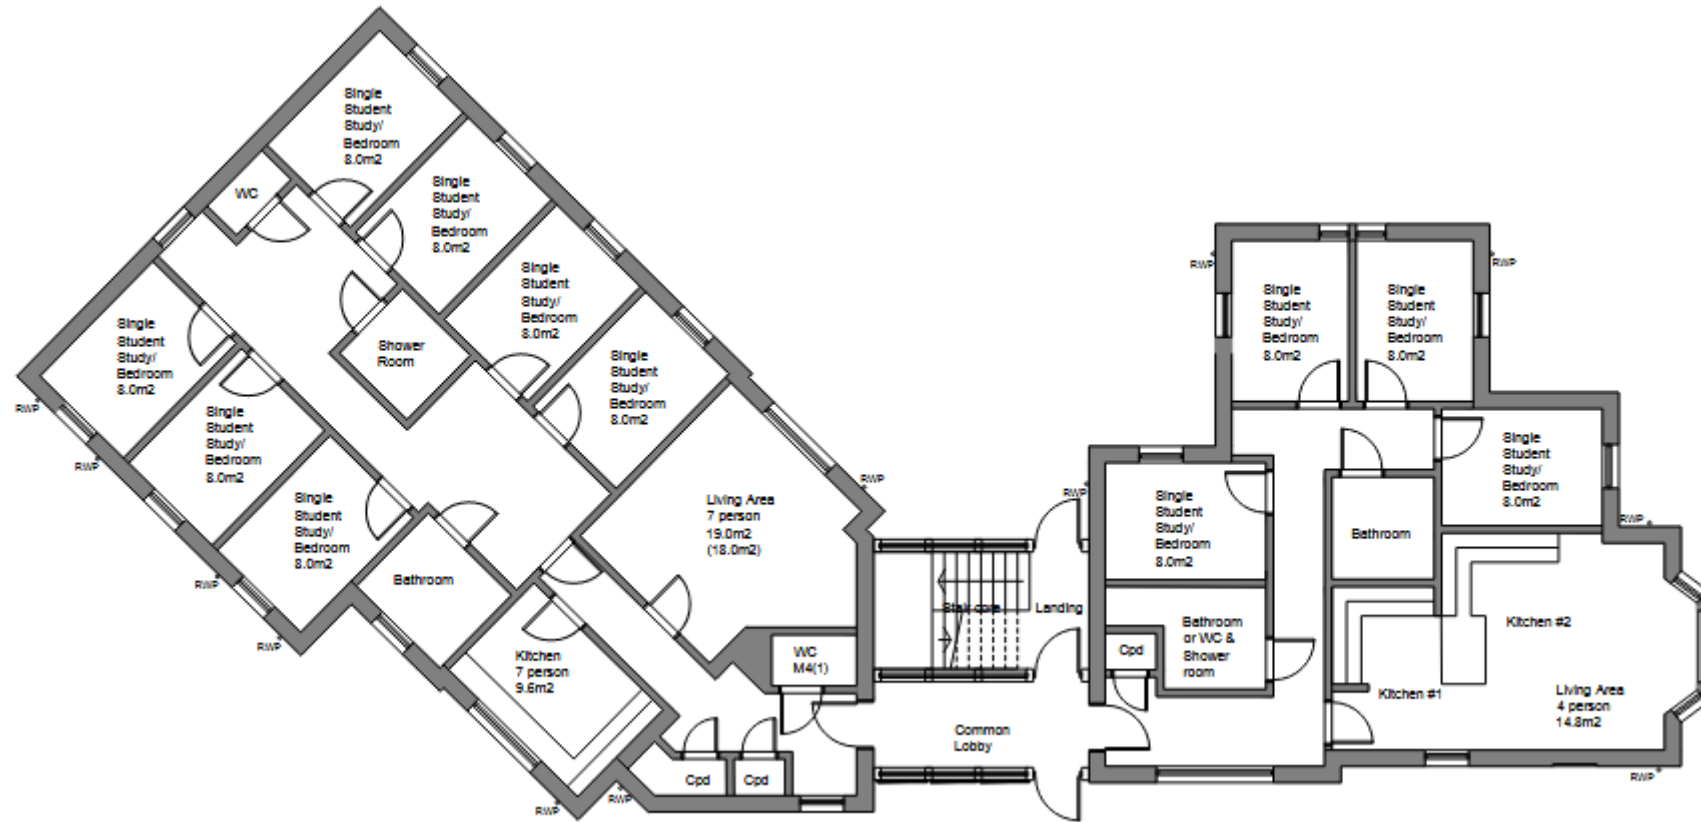 Single
Student
Study/
Bedroom
8.0m2
WC
Single
Student
Study/
Bedroom
8.0m2
Single
Student
Study/
Bedroom
8.0m2
Single
Student
Study/
Bedroom
8.0m2
Shower
Room
Single
Student
Study/
Bedroom
8.0m2
Single
Student
Study/
Bedroom
8.0m2
Single
Student
Study/
Bedroom
8.0m2
RWP
RWP
RWP
RWP
Bathroom
Living Area
7 person
19.0m2
(18.0m2)
RWP
Kitchen
7 person
9.6m2
WC
M4(1)
Cpd
Cpd
RWP
RWP
Stair core
Landing
Common
Lobby
RWP
RWP
RWP
Single
Student
Study/
Bedroom
8.0m2
Single
Student
Study/
Bedroom
8.0m2
Single
Student
Study/
Bedroom
8.0m2
RWP
Single
Student
Study/
Bedroom
8.0m2
Bathroom
Bathroom
or WC &
Shower
room
Cpd
Kitchen #2
Kitchen #1
Living Area
4 person
14.8m2
RWP